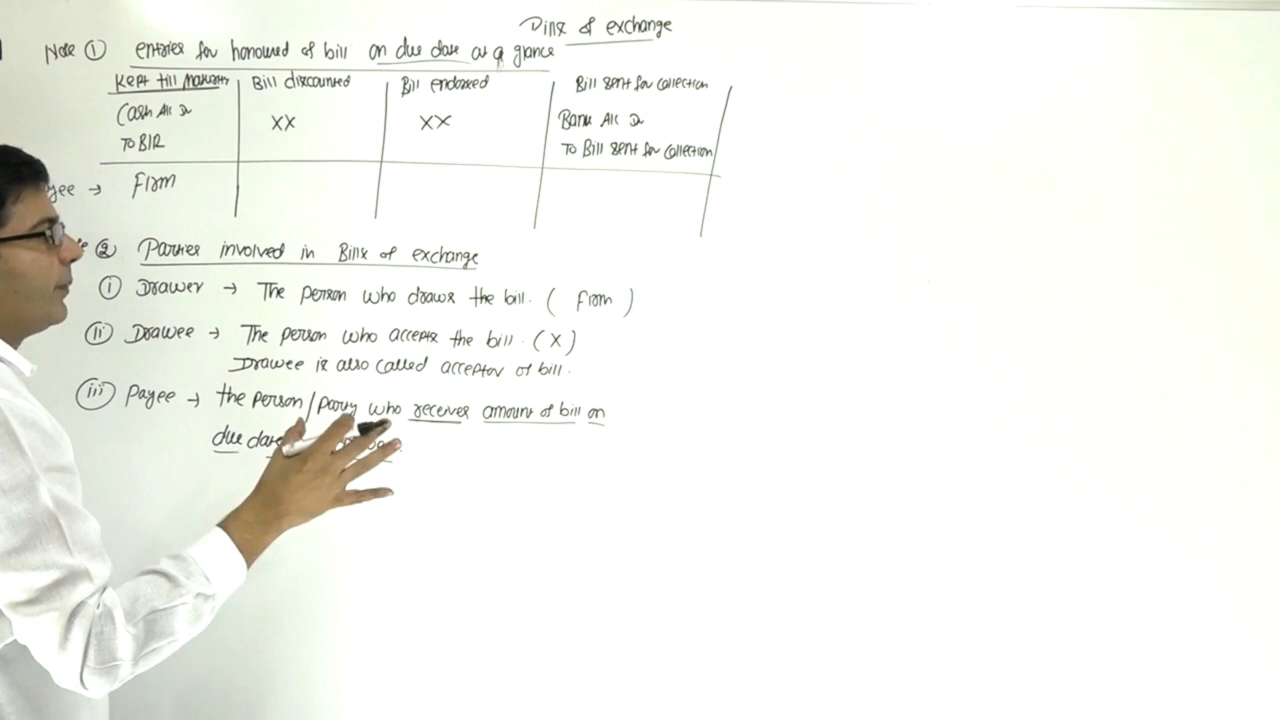 Bills of exchange
Note ① entries for honoured of bill on due date at a glance
Kept till maturity Bill discounted Bill endorsed Bill sent for collection
Cash A/c Dr XX XX Bank A/c Dr
To B/R To Bill sent for collection
yee → Firm
② Parties involved in Bills of exchange
(i) Drawer → The person who draws the bill. ( Firm )
(ii) Drawee → The person who accepts the bill. (X)
Drawee is also called acceptor of bill.
(iii) Payee → the person/party who receives amount of bill on
due date